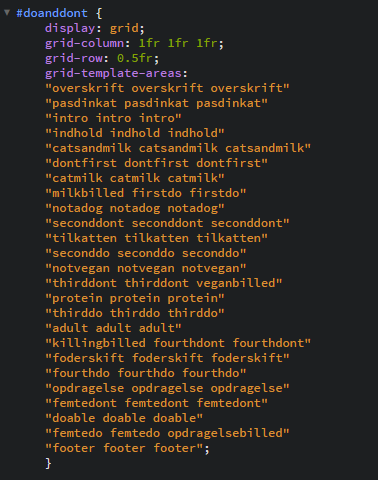 #doanddont {
display: grid;
grid-column: 1fr 1fr 1fr;
grid-row: 0.5fr;
grid-template-areas:
"overskrift overskrift overskrift"
"pasdinkat pasdinkat pasdinkat"
"intro intro intro"
"indhold indhold indhold"
"catsandmilk catsandmilk catsandmilk"
"dontfirst dontfirst dontfirst"
"catmilk catmilk catmilk"
"milkbilled firstdo firstdo"
"notadog notadog notadog"
"seconddont seconddont seconddont"
"tilkatten tilkatten tilkatten"
"seconddo seconddo seconddo"
"notvegan notvegan notvegan"
"thirddont thirddont veganbilled"
"protein protein protein"
"thirddo thirddo thirddo"
"adult adult adult"
"killingbilled fourthdont fourthdont"
"foderskift foderskift foderskift"
"fourthdo fourthdo fourthdo"
"opdragelse opdragelse opdragelse"
"femtedont femtedont femtedont"
"doable doable doable"
"femtedo femtedo opdragelsebilled"
"footer footer footer";
}